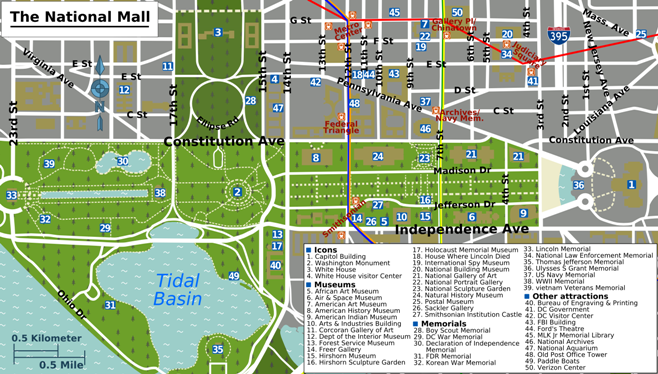 The National Mall
G St
Metro
Center
Gallery Pl-
Chinatown
Mass. Ave
395
Judiciary
Square
New Jersey Ave
Virginia Ave
E St
E St
C St
23rd St
17th St
15th St
14th St
13th St
12th St
11th St
10th St
9th St
F St
E St
D St
C St
7th St
6th St
5th St
4th St
3rd St
2nd St
1st St
Louisiana Ave
Pennsylvania Ave
Archives/
Navy Mem.
Federal
Triangle
Ellipse Rd
Constitution Ave
Constitution Ave
Madison Dr
Jefferson Dr
4th St
Smithsonian
Independence Ave
Tidal
Basin
Ohio Dr.
0.5 Kilometer
0.5 Mile
Icons
1. Capitol Building
2. Washington Monument
3. White House
4. White House visitor Center
Museums
5. African Art Museum
6. Air & Space Museum
7. American Art Museum
8. American History Museum
9. American Indian Museum
10. Arts & Industries Building
11. Corcoran Gallery of Art
12. Dept of the Interior Museum
13. Forest Service Museum
14. Freer Gallery
15. Hirshorn Museum
16. Hirshorn Sculpture Garden
17. Holocaust Memorial Museum
18. House Where Lincoln Died
19. International Spy Museum
20. National Building Museum
21. National Gallery of Art
22. National Portrait Gallery
23. National Sculpture Garden
24. Natural History Museum
25. Postal Museum
26. Sackler Gallery
27. Smithsonian Institution Castle
Memorials
28. Boy Scout Memorial
29. DC War Memorial
30. Declaration of Independence
Memorial
31. FDR Memorial
32. Korean War Memorial
33. Lincoln Memorial
34. National Law Enforcement Memorial
35. Thomas Jefferson Memorial
36. Ulysses S Grant Memorial
37. US Navy Memorial
38. WWII Memorial
39. vietnam Veterans Memorial
Other attractions
40. Bureau of Engraving & Printing
41. DC Government
42. DC Visitor Center
43. FBI Building
44. Ford's Theatre
45. MLK Jr Memorial Library
46. National Archives
47. National Aquarium
48. Old Post Office Tower
49. Paddle Boats
50. Verizon Center